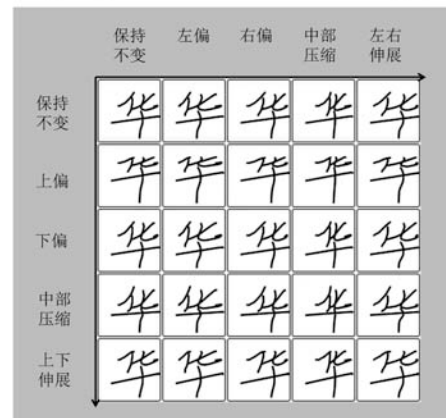 保持 左偏 右偏 中部 左右
不变 压缩 伸展
保持
不变
华 华 华 华 华
上偏
华 华 华 华 华
下偏
华 华 华 华 华
中部
压缩
华 华 华 华 华
上下
伸展
华 华 华 华 华